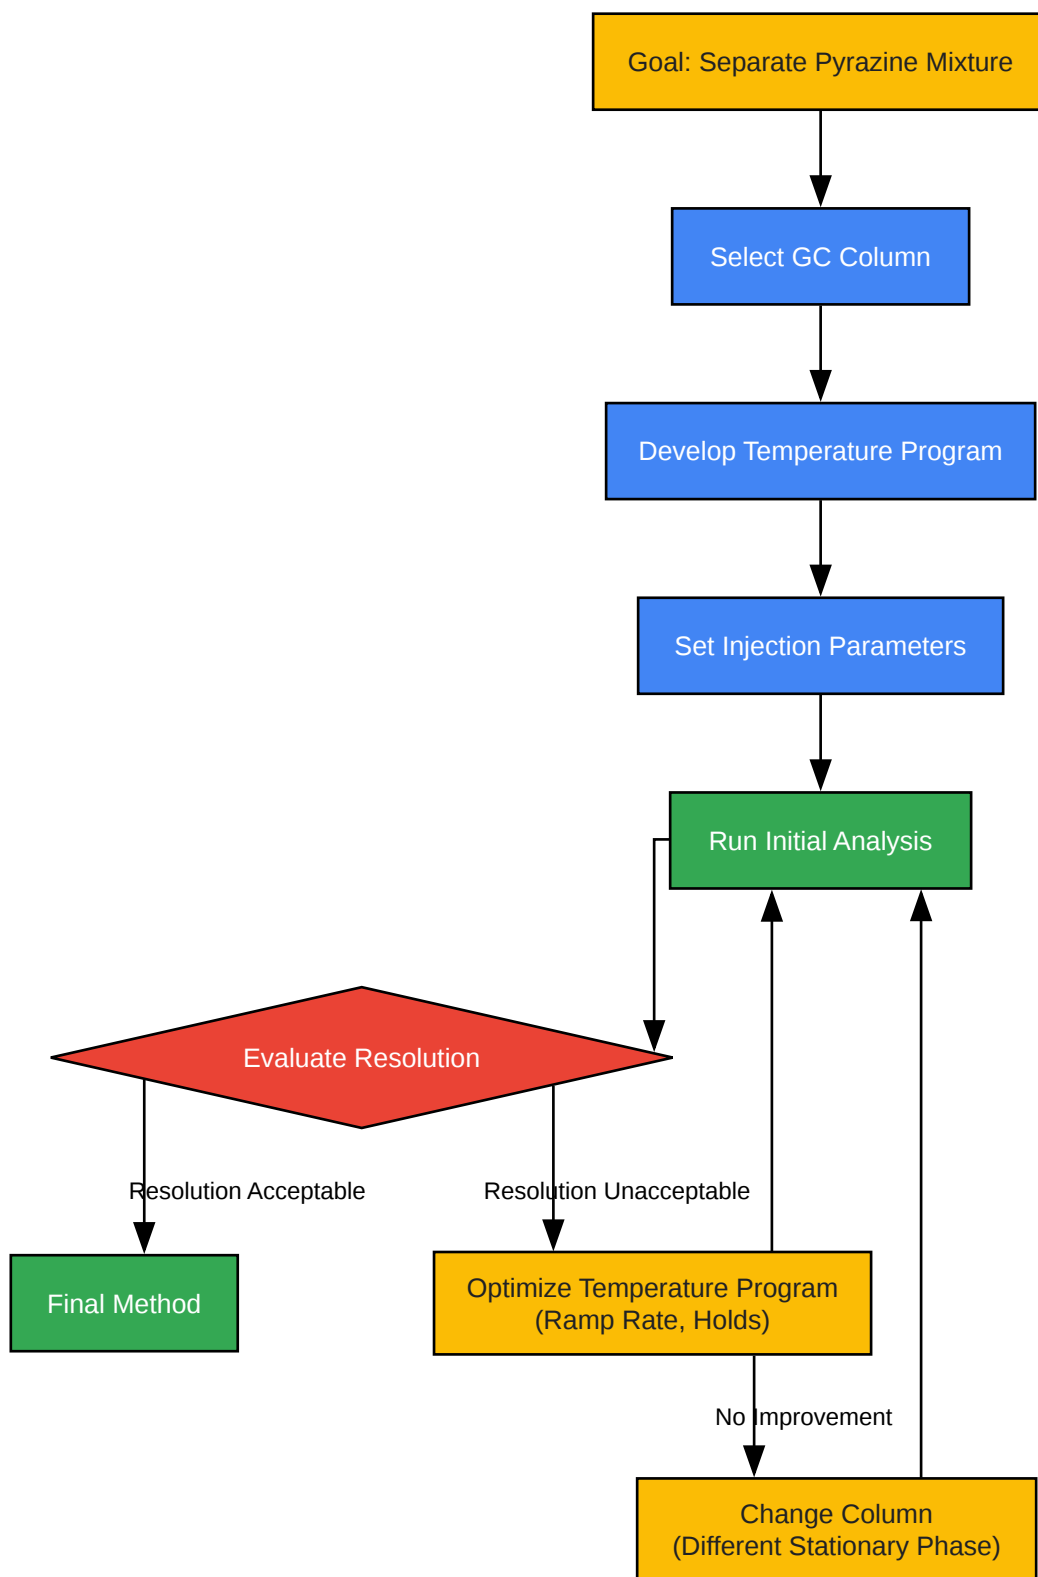 Goal: Separate Pyrazine Mixture
Select GC Column
Develop Temperature Program
Set Injection Parameters
Run Initial Analysis
Evaluate Resolution
Resolution Acceptable
Resolution Unacceptable
Final Method
Optimize Temperature Program
(Ramp Rate, Holds)
No Improvement
Change Column
(Different Stationary Phase)